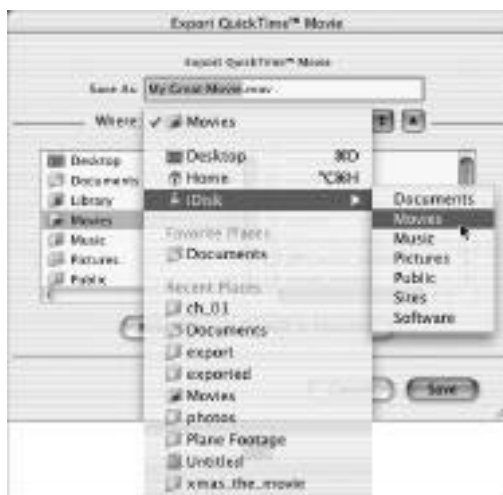 Export QuickTime™ Movie
Export QuickTime™ Movie
Save As: My Great Movie.mov
Where: ✓ Movies
Desktop ⌘D
Home ⌥⌘H
iDisk
Favorite Places
Documents
Recent Places
ch_01
Documents
export
exported
Movies
photos
Plane Footage
Untitled
xmas_the_movie
Desktop
Documents
Library
Movies
Music
Pictures
Public
Documents
Movies
Music
Pictures
Public
Sites
Software
Save